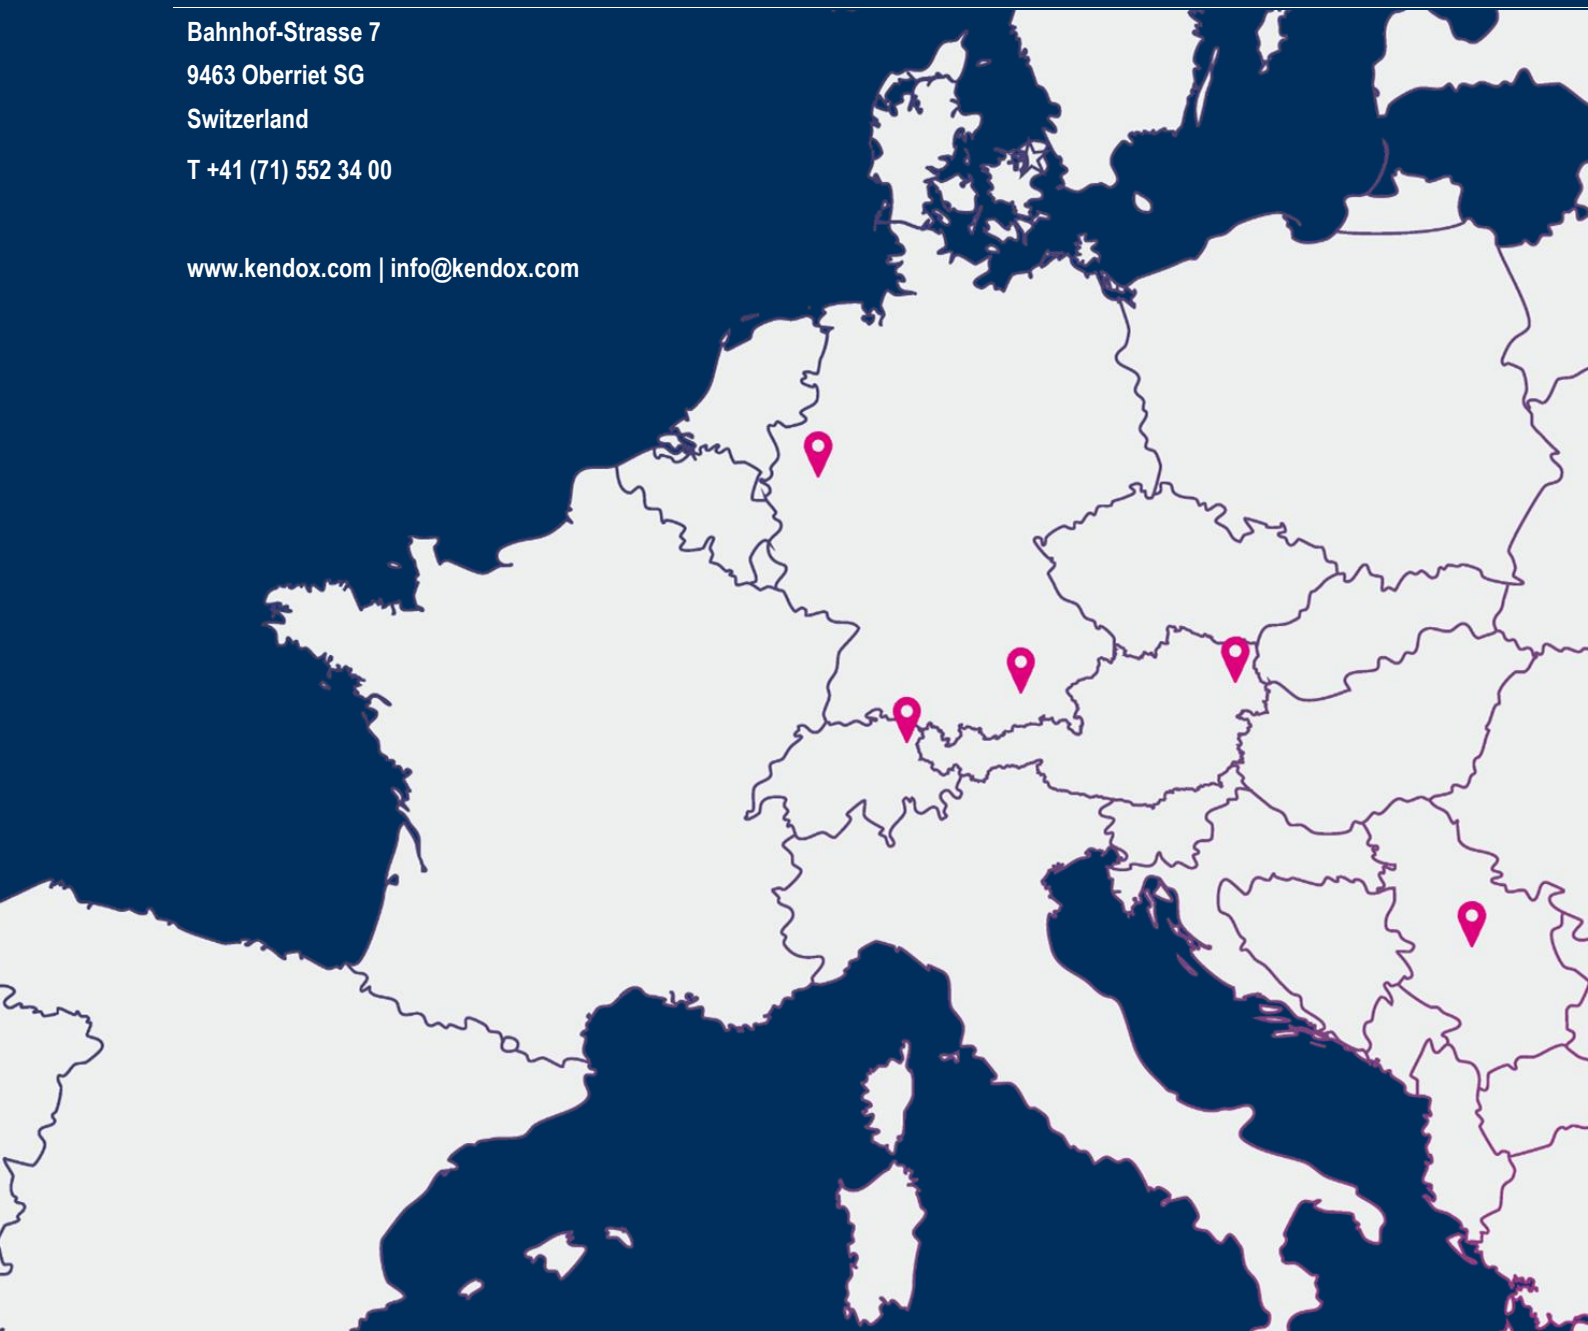 Bahnhof-Strasse 7
9463 Oberriet SG
Switzerland
T +41 (71) 552 34 00
www.kendox.com | info@kendox.com